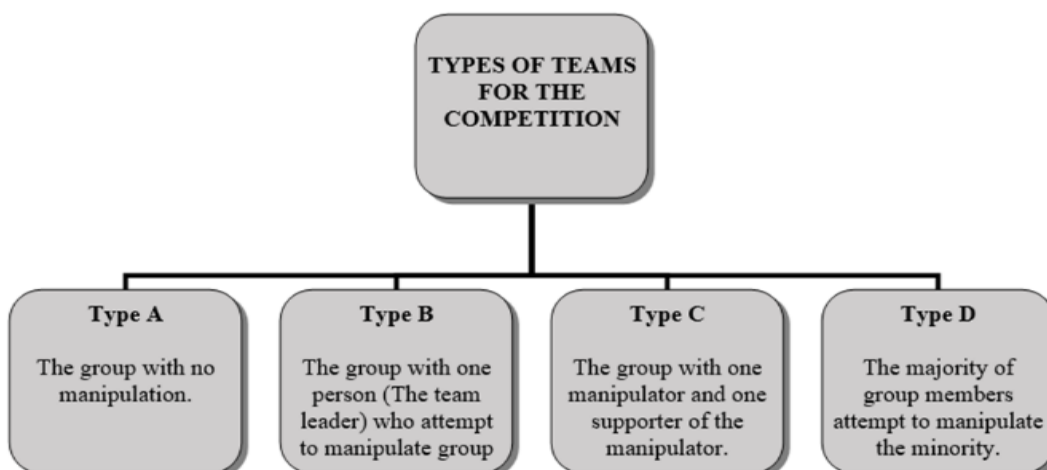 TYPES OF TEAMS
FOR THE
COMPETITION
Type A
The group with no
manipulation.
Type B
The group with one
person (The team
leader) who attempt
to manipulate group
Type C
The group with one
manipulator and one
supporter of the
manipulator.
Type D
The majority of
group members
attempt to manipulate
the minority.